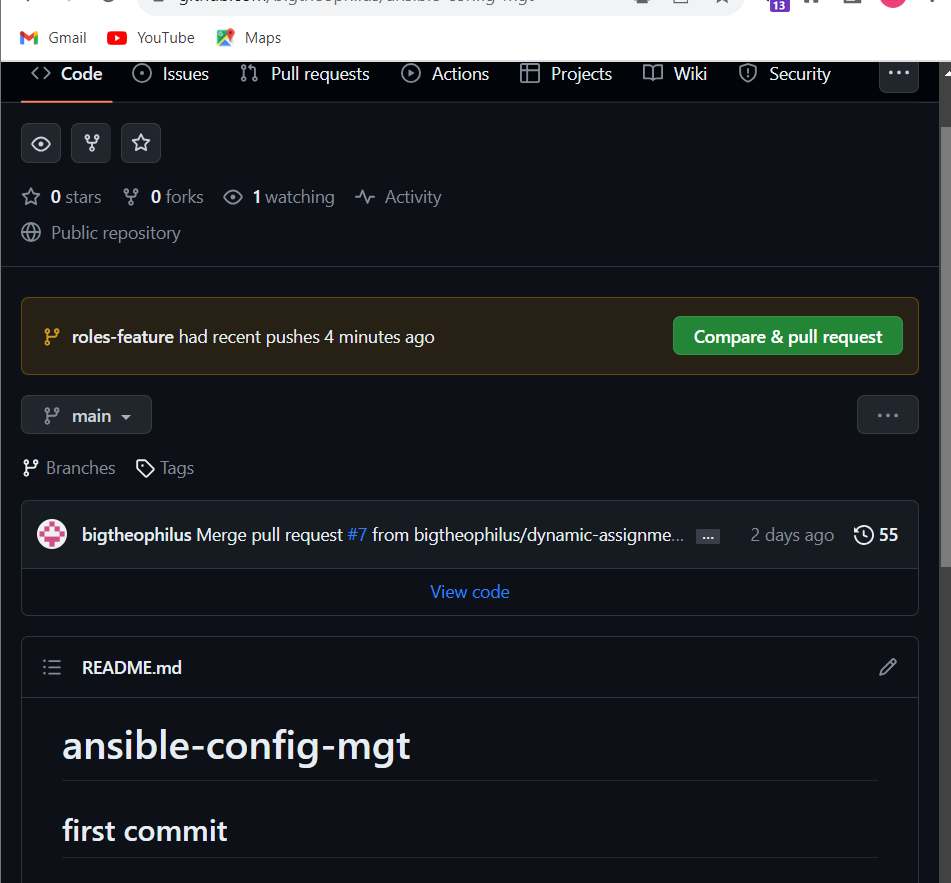 github.com/bigtheophilus/ansible-config-mgt
13
Gmail YouTube Maps
Code Issues Pull requests Actions Projects Wiki Security ...
0 stars 0 forks 1 watching Activity
Public repository
roles-feature had recent pushes 4 minutes ago Compare & pull request
main ...
Branches Tags
bigtheophilus Merge pull request #7 from bigtheophilus/dynamic-assignme... ... 2 days ago 55
View code
README.md
ansible-config-mgt
first commit